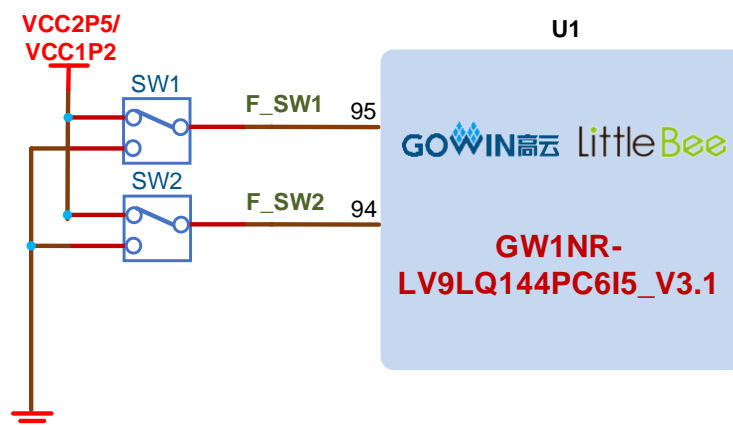 VCC2P5/
VCC1P2
U1
SW1
F_SW1
95
GOWIN高云 LittleBee
SW2
F_SW2
94
GW1NR-
LV9LQ144PC6I5_V3.1